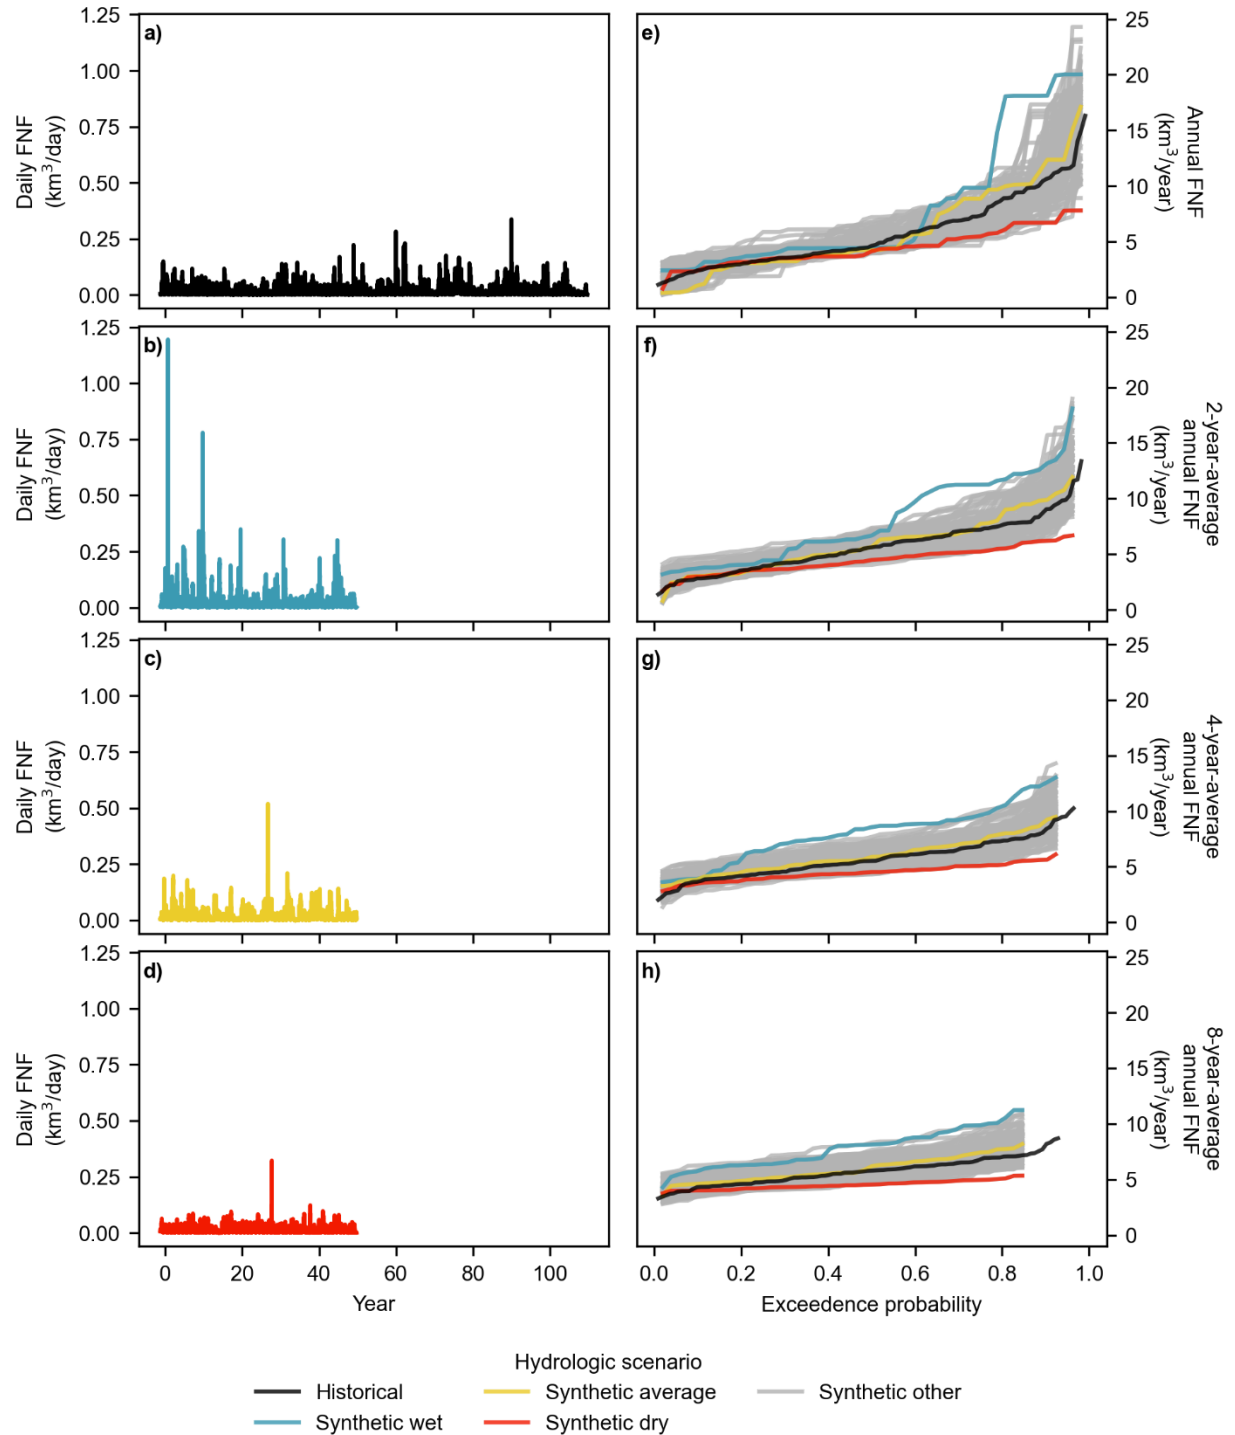 a)
1.25
1.00
0.75
0.50
0.25
0.00
Daily FNF
(km³/day)
e)
25
20
15
10
5
0
Annual FNF
(km³/year)
b)
1.25
1.00
0.75
0.50
0.25
0.00
Daily FNF
(km³/day)
f)
25
20
15
10
5
0
2-year-average
annual FNF
(km³/year)
c)
1.25
1.00
0.75
0.50
0.25
0.00
Daily FNF
(km³/day)
g)
25
20
15
10
5
0
4-year-average
annual FNF
(km³/year)
d)
1.25
1.00
0.75
0.50
0.25
0.00
Daily FNF
(km³/day)
0 20 40 60 80 100
Year
h)
25
20
15
10
5
0
8-year-average
annual FNF
(km³/year)
0.0 0.2 0.4 0.6 0.8 1.0
Exceedence probability
Hydrologic scenario
Historical
Synthetic average
Synthetic other
Synthetic wet
Synthetic dry